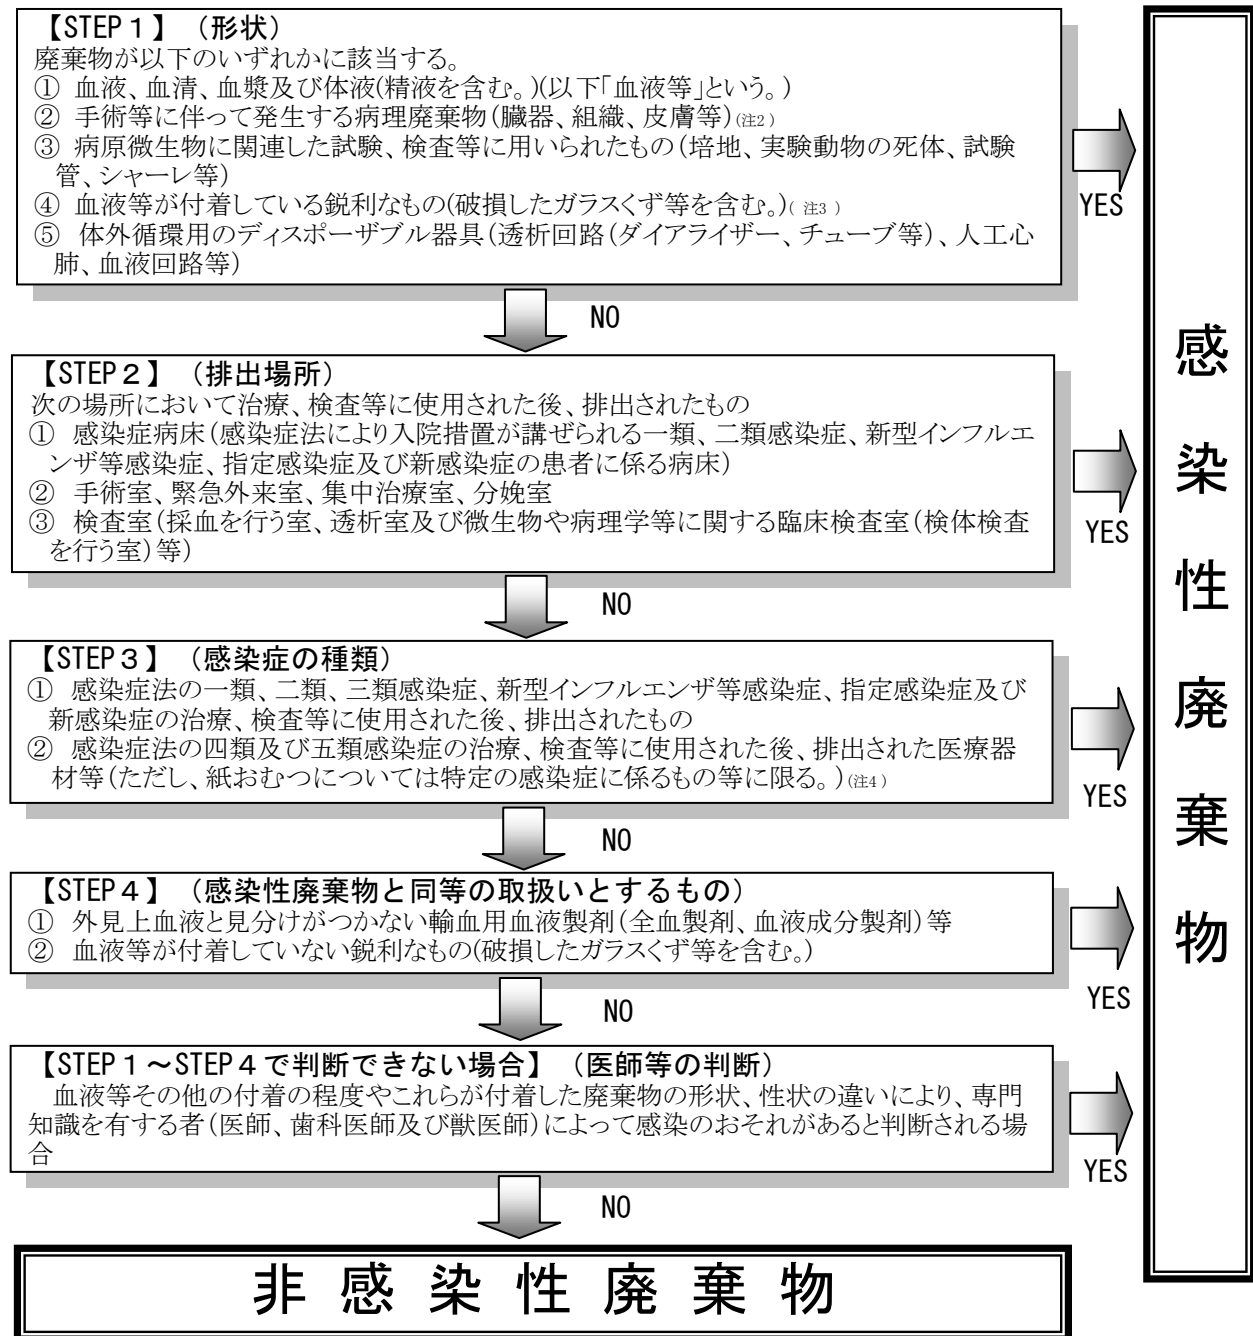 【STEP１】（形状）
廃棄物が以下のいずれかに該当する。
① 血液、血清、血漿及び体液(精液を含む。)(以下「血液等」という。)
② 手術等に伴って発生する病理廃棄物(臓器、組織、皮膚等)(注2)
③ 病原微生物に関連した試験、検査等に用いられたもの(培地、実験動物の死体、試験
管、シャーレ等)
④ 血液等が付着している鋭利なもの(破損したガラスくず等を含む。)(注3)
⑤ 体外循環用のディスポーザブル器具(透析回路(ダイアライザー、チューブ等)、人工心
肺、血液回路等)
YES
NO
【STEP２】（排出場所）
次の場所において治療、検査等に使用された後、排出されたもの
① 感染症病床(感染症法により入院措置が講ぜられる一類、二類感染症、新型インフルエ
ンザ等感染症、指定感染症及び新感染症の患者に係る病床)
② 手術室、緊急外来室、集中治療室、分娩室
③ 検査室(採血を行う室、透析室及び微生物や病理学等に関する臨床検査室(検体検査
を行う室)等)
YES
NO
【STEP３】（感染症の種類）
① 感染症法の一類、二類、三類感染症、新型インフルエンザ等感染症、指定感染症及び
新感染症の治療、検査等に使用された後、排出されたもの
② 感染症法の四類及び五類感染症の治療、検査等に使用された後、排出された医療器
材等(ただし、紙おむつについては特定の感染症に係るもの等に限る。)(注4)
YES
NO
【STEP４】（感染性廃棄物と同等の取扱いとするもの）
① 外見上血液と見分けがつかない輸血用血液製剤(全血製剤、血液成分製剤)等
② 血液等が付着していない鋭利なもの(破損したガラスくず等を含む。)
YES
NO
【STEP１～STEP４で判断できない場合】（医師等の判断）
血液等その他の付着の程度やこれらが付着した廃棄物の形状、性状の違いにより、専門
知識を有する者(医師、歯科医師及び獣医師)によって感染のおそれがあると判断される場
合
YES
NO
非感染性廃棄物
感染性廃棄物